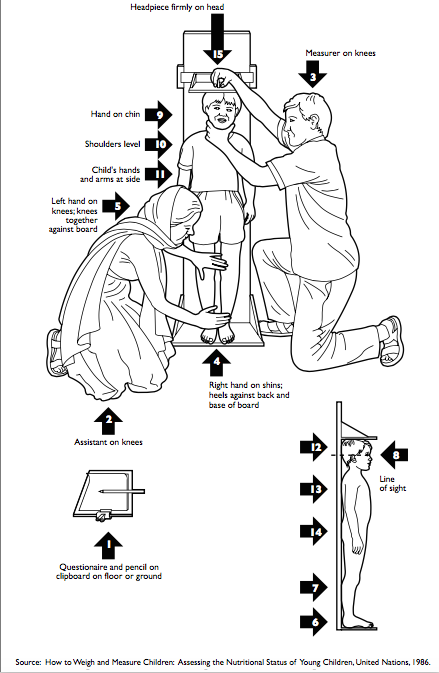 Headpiece firmly on head
15
Measurer on knees
3
Hand on chin 9
Shoulders level 10
Child's hands
and arms at side
11
Left hand on
knees; knees
together
against board
5
4
Right hand on shins;
heels against back and
base of board
2
Assistant on knees
1
Questionaire and pencil on
clipboard on floor or ground
12
8
Line
of sight
13
14
7
6
Source: How to Weigh and Measure Children: Assessing the Nutritional Status of Young Children, United Nations, 1986.